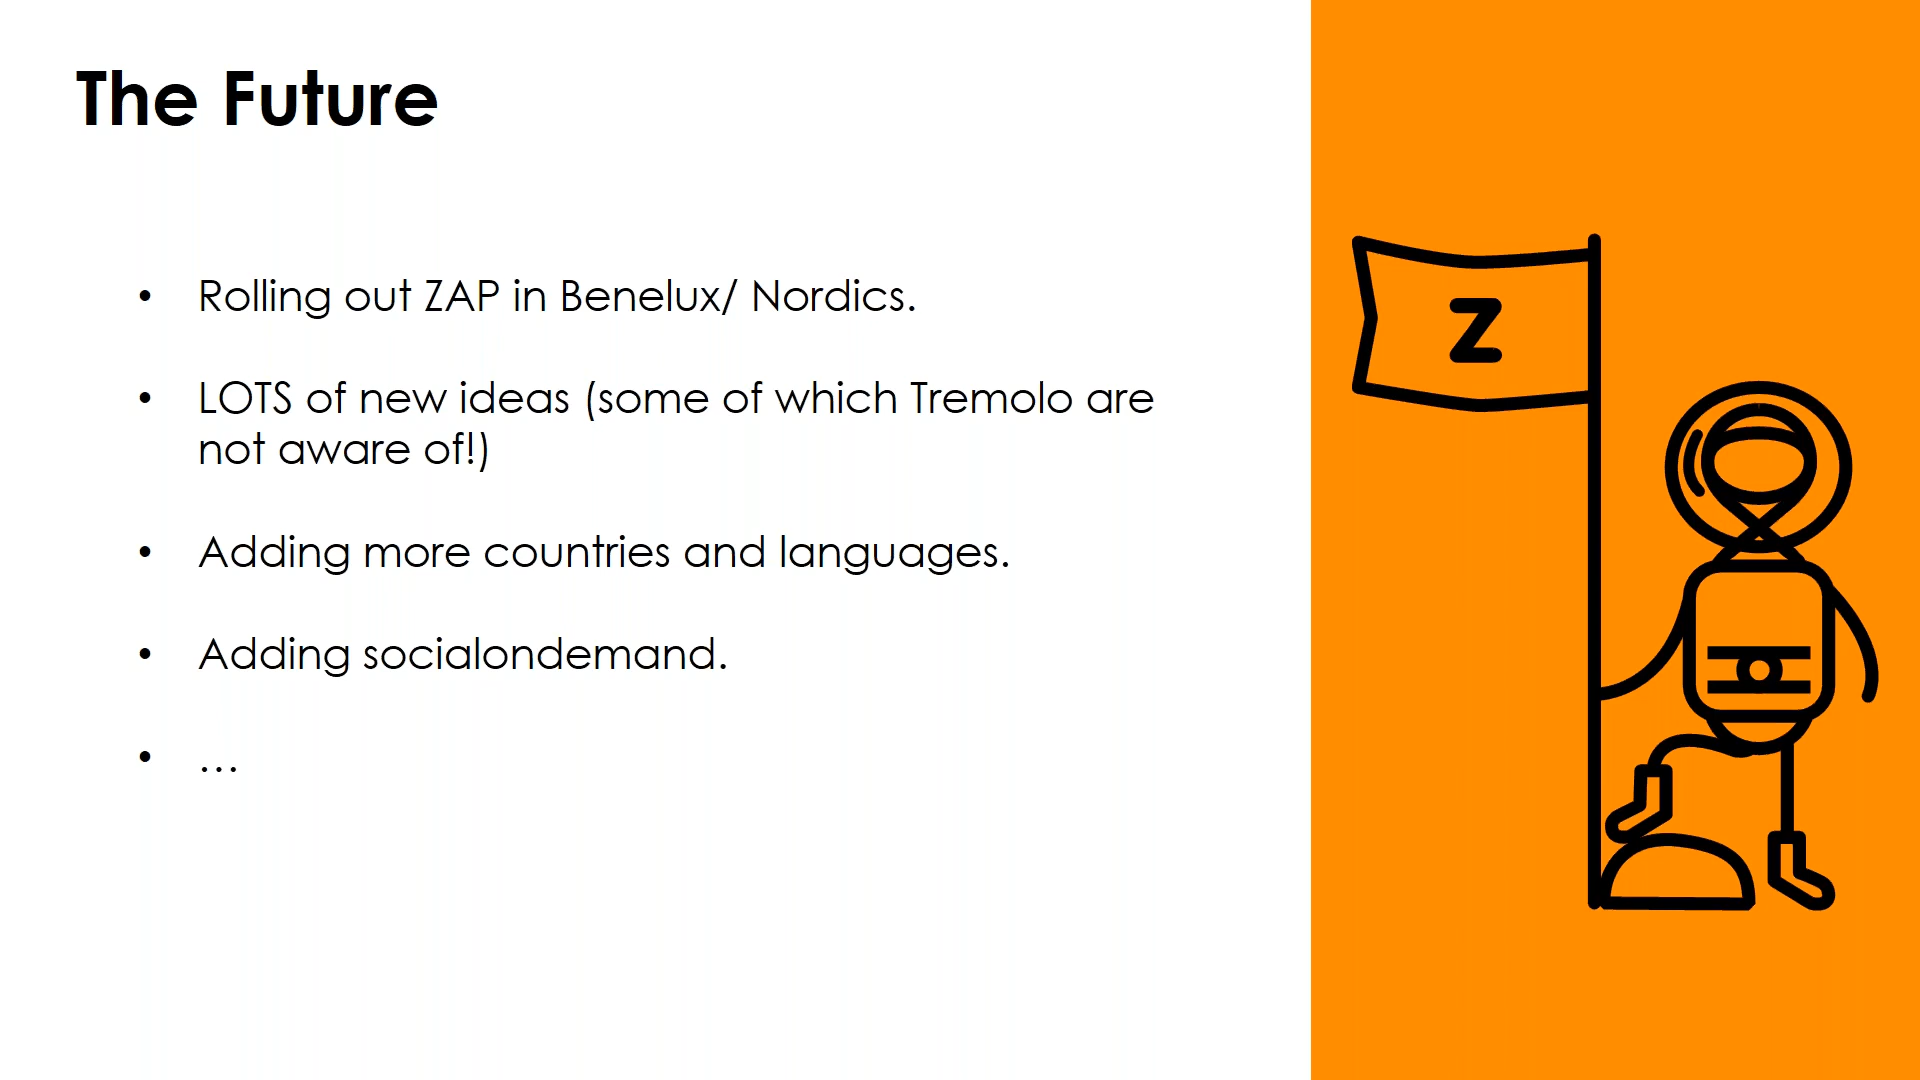 The Future
• Rolling out ZAP in Benelux/ Nordics.
• LOTS of new ideas (some of which Tremolo are
not aware of!)
• Adding more countries and languages.
• Adding socialondemand.
• …
Z